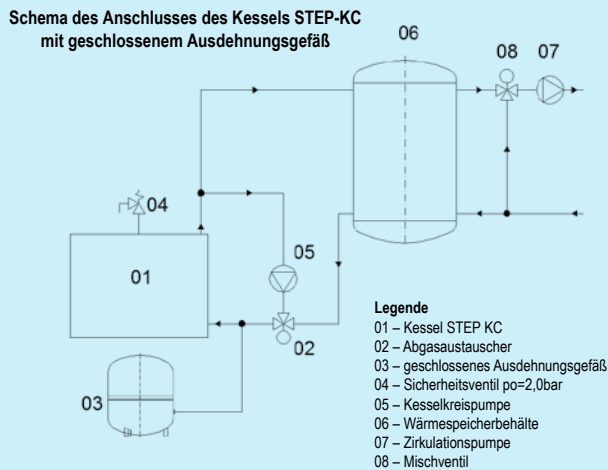 Schema des Anschlusses des Kessels STEP-KC
mit geschlossenem Ausdehnungsgefäß
06
08 07
04
01
05
02
03
Legende
01 – Kessel STEP KC
02 – Abgasaustauscher
03 – geschlossenes Ausdehnungsgefäß
04 – Sicherheitsventil po=2,0bar
05 – Kesselkreispumpe
06 – Wärmespeicherbehälte
07 – Zirkulationspumpe
08 – Mischventil